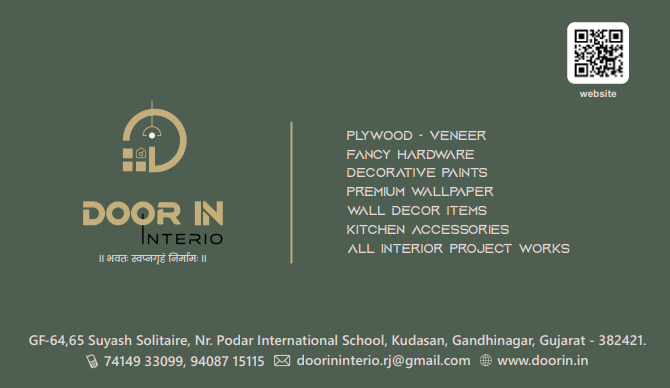 website
DOOR IN
INTERIO
।। भवतः स्वप्नगृहं निर्मामः ।।
PLYWOOD - VENEER
FANCY HARDWARE
DECORATIVE PAINTS
PREMIUM WALLPAPER
WALL DECOR ITEMS
KITCHEN ACCESSORIES
ALL INTERIOR PROJECT WORKS
GF-64,65 Suyash Solitaire, Nr. Podar International School, Kudasan, Gandhinagar, Gujarat - 382421.
74149 33099, 94087 15115 doorininterio.rj@gmail.com www.doorin.in